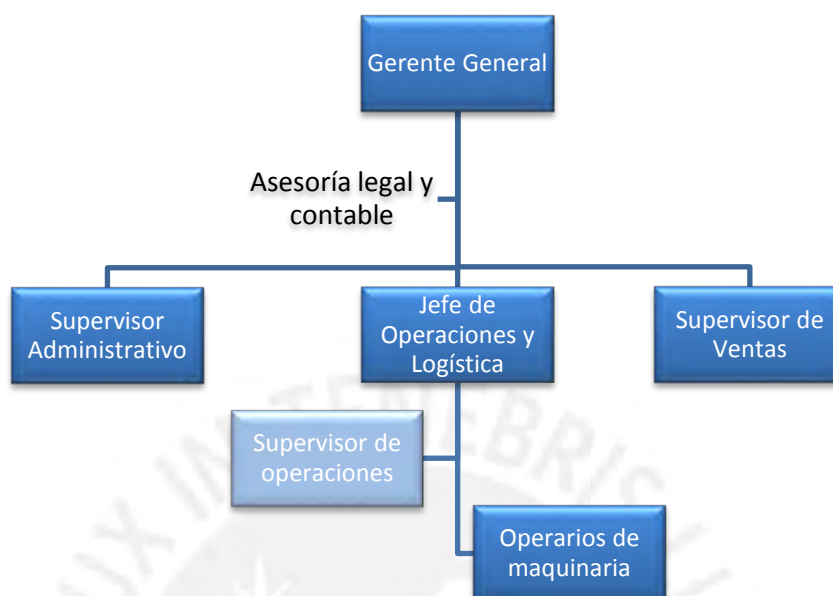 Gerente General
Asesoría legal y
contable
Supervisor
Administrativo
Jefe de
Operaciones y
Logística
Supervisor de
Ventas
Supervisor de
operaciones
Operarios de
maquinaria